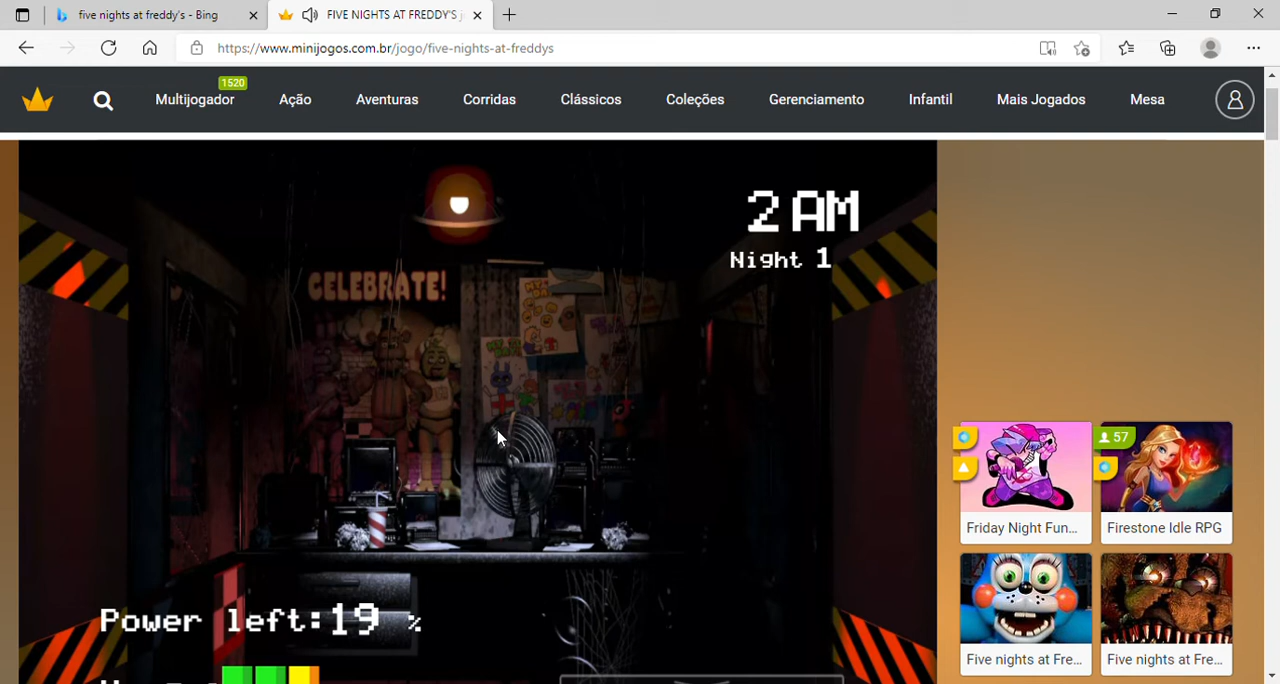 five nights at freddy's - Bing
FIVE NIGHTS AT FREDDY'S
https://www.minijogos.com.br/jogo/five-nights-at-freddys
1520
Multijogador
Ação
Aventuras
Corridas
Clássicos
Coleções
Gerenciamento
Infantil
Mais Jogados
Mesa
2 AM
Night 1
CELEBRATE!
Power left:19 %
57
Friday Night Fun...
Firestone Idle RPG
Five nights at Fre...
Five nights at Fre...